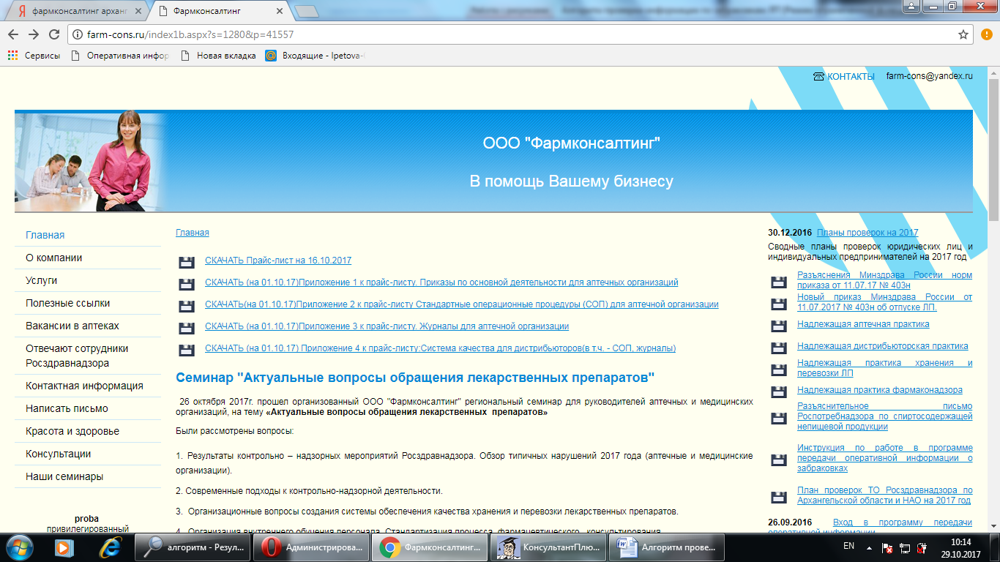 фармконсалтинг арханг
Фармконсалтинг
farm-cons.ru/index1b.aspx?s=1280&p=41557
Сервисы
Оперативная инфор
Новая вкладка
Входящие - lpetova-
КОНТАКТЫ
farm-cons@yandex.ru
ООО "Фармконсалтинг"
В помощь Вашему бизнесу
Главная
О компании
Услуги
Полезные ссылки
Вакансии в аптеках
Отвечают сотрудники
Росздравнадзора
Контактная информация
Написать письмо
Красота и здоровье
Консультации
Наши семинары
proba
привилегированный
Главная
СКАЧАТЬ Прайс-лист на 16.10.2017
СКАЧАТЬ (на 01.10.17)Приложение 1 к прайс-листу. Приказы по основной деятельности для аптечных организаций
СКАЧАТЬ(на 01.10.17)Приложение 2 к прайс-листу Стандартные операционные процедуры (СОП) для аптечной организации
СКАЧАТЬ (на 01.10.17)Приложение 3 к прайс-листу. Журналы для аптечной организации
СКАЧАТЬ (на 01.10.17) Приложение 4 к прайс-листу:Система качества для дистрибьюторов(в т.ч. - СОП, журналы)
Семинар "Актуальные вопросы обращения лекарственных препаратов"
26 октября 2017г. прошел организованный ООО "Фармконсалтинг" региональный семинар для руководителей аптечных и медицинских
организаций, на тему «Актуальные вопросы обращения лекарственных препаратов»
Были рассмотрены вопросы:
1. Результаты контрольно – надзорных мероприятий Росздравнадзора. Обзор типичных нарушений 2017 года (аптечные и медицинские
организации).
2. Современные подходы к контрольно-надзорной деятельности.
3. Организационные вопросы создания системы обеспечения качества хранения и перевозки лекарственных препаратов.
4. Организация внутреннего обучения персонала. Стандартизация процесса фармацевтического консультирования
30.12.2016 Планы проверок на 2017
Сводные планы проверок юридических лиц и
индивидуальных предпринимателей на 2017 год
Разъяснения Минздрава России норм
приказа от 11.07.17 № 403н
Новый приказ Минздрава России от
11.07.2017 № 403н об отпуске ЛП.
Надлежащая аптечная практика
Надлежащая дистрибьюторская практика
Надлежащая практика хранения и
перевозки ЛП
Надлежащая практика фармаконадзора
Разъяснительное письмо
Роспотребнадзора по спиртосодержащей
непищевой продукции
Инструкция по работе в программе
передачи оперативной информации о
забраковках
План проверок ТО Росздравнадзора по
Архангельской области и НАО на 2017 год
26.09.2016 Вход в программу передачи
оперативной информации
алгоритм - Резул...
Администрирова...
Фармконсалтинг...
КонсультантПлю...
Алгоритм прове...
EN
10:14
29.10.2017